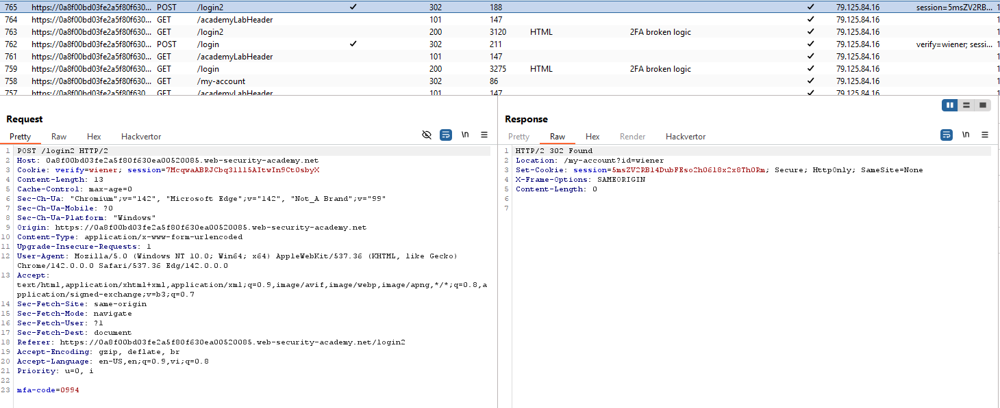 765 https://0a8f00bd03fe2a5f80f630... POST /login2 ✓ 302 188 ✓ 79.125.84.16 session=5msZV2RB... 1
764 https://0a8f00bd03fe2a5f80f630... GET /academyLabHeader 101 147 ✓ 79.125.84.16 1
763 https://0a8f00bd03fe2a5f80f630... GET /login2 200 3120 HTML 2FA broken logic ✓ 79.125.84.16 1
762 https://0a8f00bd03fe2a5f80f630... POST /login ✓ 302 211 ✓ 79.125.84.16 verify=wiener; sessi... 1
761 https://0a8f00bd03fe2a5f80f630... GET /academyLabHeader 101 147 ✓ 79.125.84.16 1
759 https://0a8f00bd03fe2a5f80f630... GET /login 200 3275 HTML 2FA broken logic ✓ 79.125.84.16 1
758 https://0a8f00bd03fe2a5f80f630... GET /my-account 302 86 ✓ 79.125.84.16 1
757 https://0a8f00bd03fe2a5f80f630 GET /academyLabHeader 101 147 ✓ 79.125.84.16 1
Request
Pretty Raw Hex Hackvertor \n
1 POST /login2 HTTP/2
2 Host: 0a8f00bd03fe2a5f80f630ea00520085.web-security-academy.net
3 Cookie: verify=wiener; session=
4 Content-Length: 13
5 Cache-Control: max-age=0
6 Sec-Ch-Ua: "Chromium";v="142", "Microsoft Edge";v="142", "Not_A Brand";v="99"
7 Sec-Ch-Ua-Mobile: ?0
8 Sec-Ch-Ua-Platform: "Windows"
9 Origin: https://0a8f00bd03fe2a5f80f630ea00520085.web-security-academy.net
10 Content-Type: application/x-www-form-urlencoded
11 Upgrade-Insecure-Requests: 1
12 User-Agent: Mozilla/5.0 (Windows NT 10.0; Win64; x64) AppleWebKit/537.36 (KHTML, like Gecko)
Chrome/142.0.0.0 Safari/537.36 Edg/142.0.0.0
13 Accept:
text/html,application/xhtml+xml,application/xml;q=0.9,image/avif,image/webp,image/apng,*/*;q=0.8,a
pplication/signed-exchange;v=b3;q=0.7
14 Sec-Fetch-Site: same-origin
15 Sec-Fetch-Mode: navigate
16 Sec-Fetch-User: ?1
17 Sec-Fetch-Dest: document
18 Referer: https://0a8f00bd03fe2a5f80f630ea00520085.web-security-academy.net/login2
19 Accept-Encoding: gzip, deflate, br
20 Accept-Language: en-US,en;q=0.9,vi;q=0.8
21 Priority: u=0, i
22
23 mfa-code=0994
Response
Pretty Raw Hex Render Hackvertor \n
1 HTTP/2 302 Found
2 Location: /my-account?id=wiener
3 Set-Cookie: Secure; HttpOnly; SameSite=None
4 X-Frame-Options: SAMEORIGIN
5 Content-Length: 0
6
7